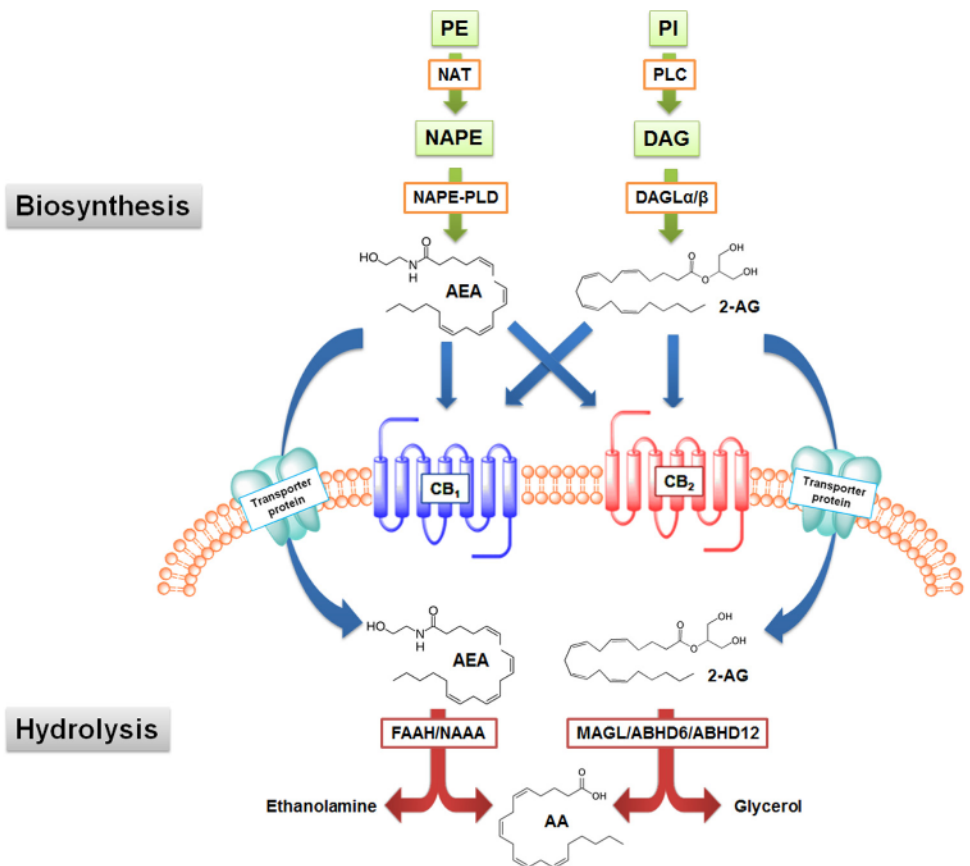 PE
PI
NAT
PLC
NAPE
DAG
Biosynthesis
NAPE-PLD
DAGLα/β
HO
N
H
O
AEA
O
O
OH
OH
2-AG
CB₁
CB₂
Transporter
protein
Transporter
protein
HO
N
H
O
AEA
O
O
OH
OH
2-AG
Hydrolysis
FAAH/NAAA
MAGL/ABHD6/ABHD12
Ethanolamine
O
OH
AA
Glycerol